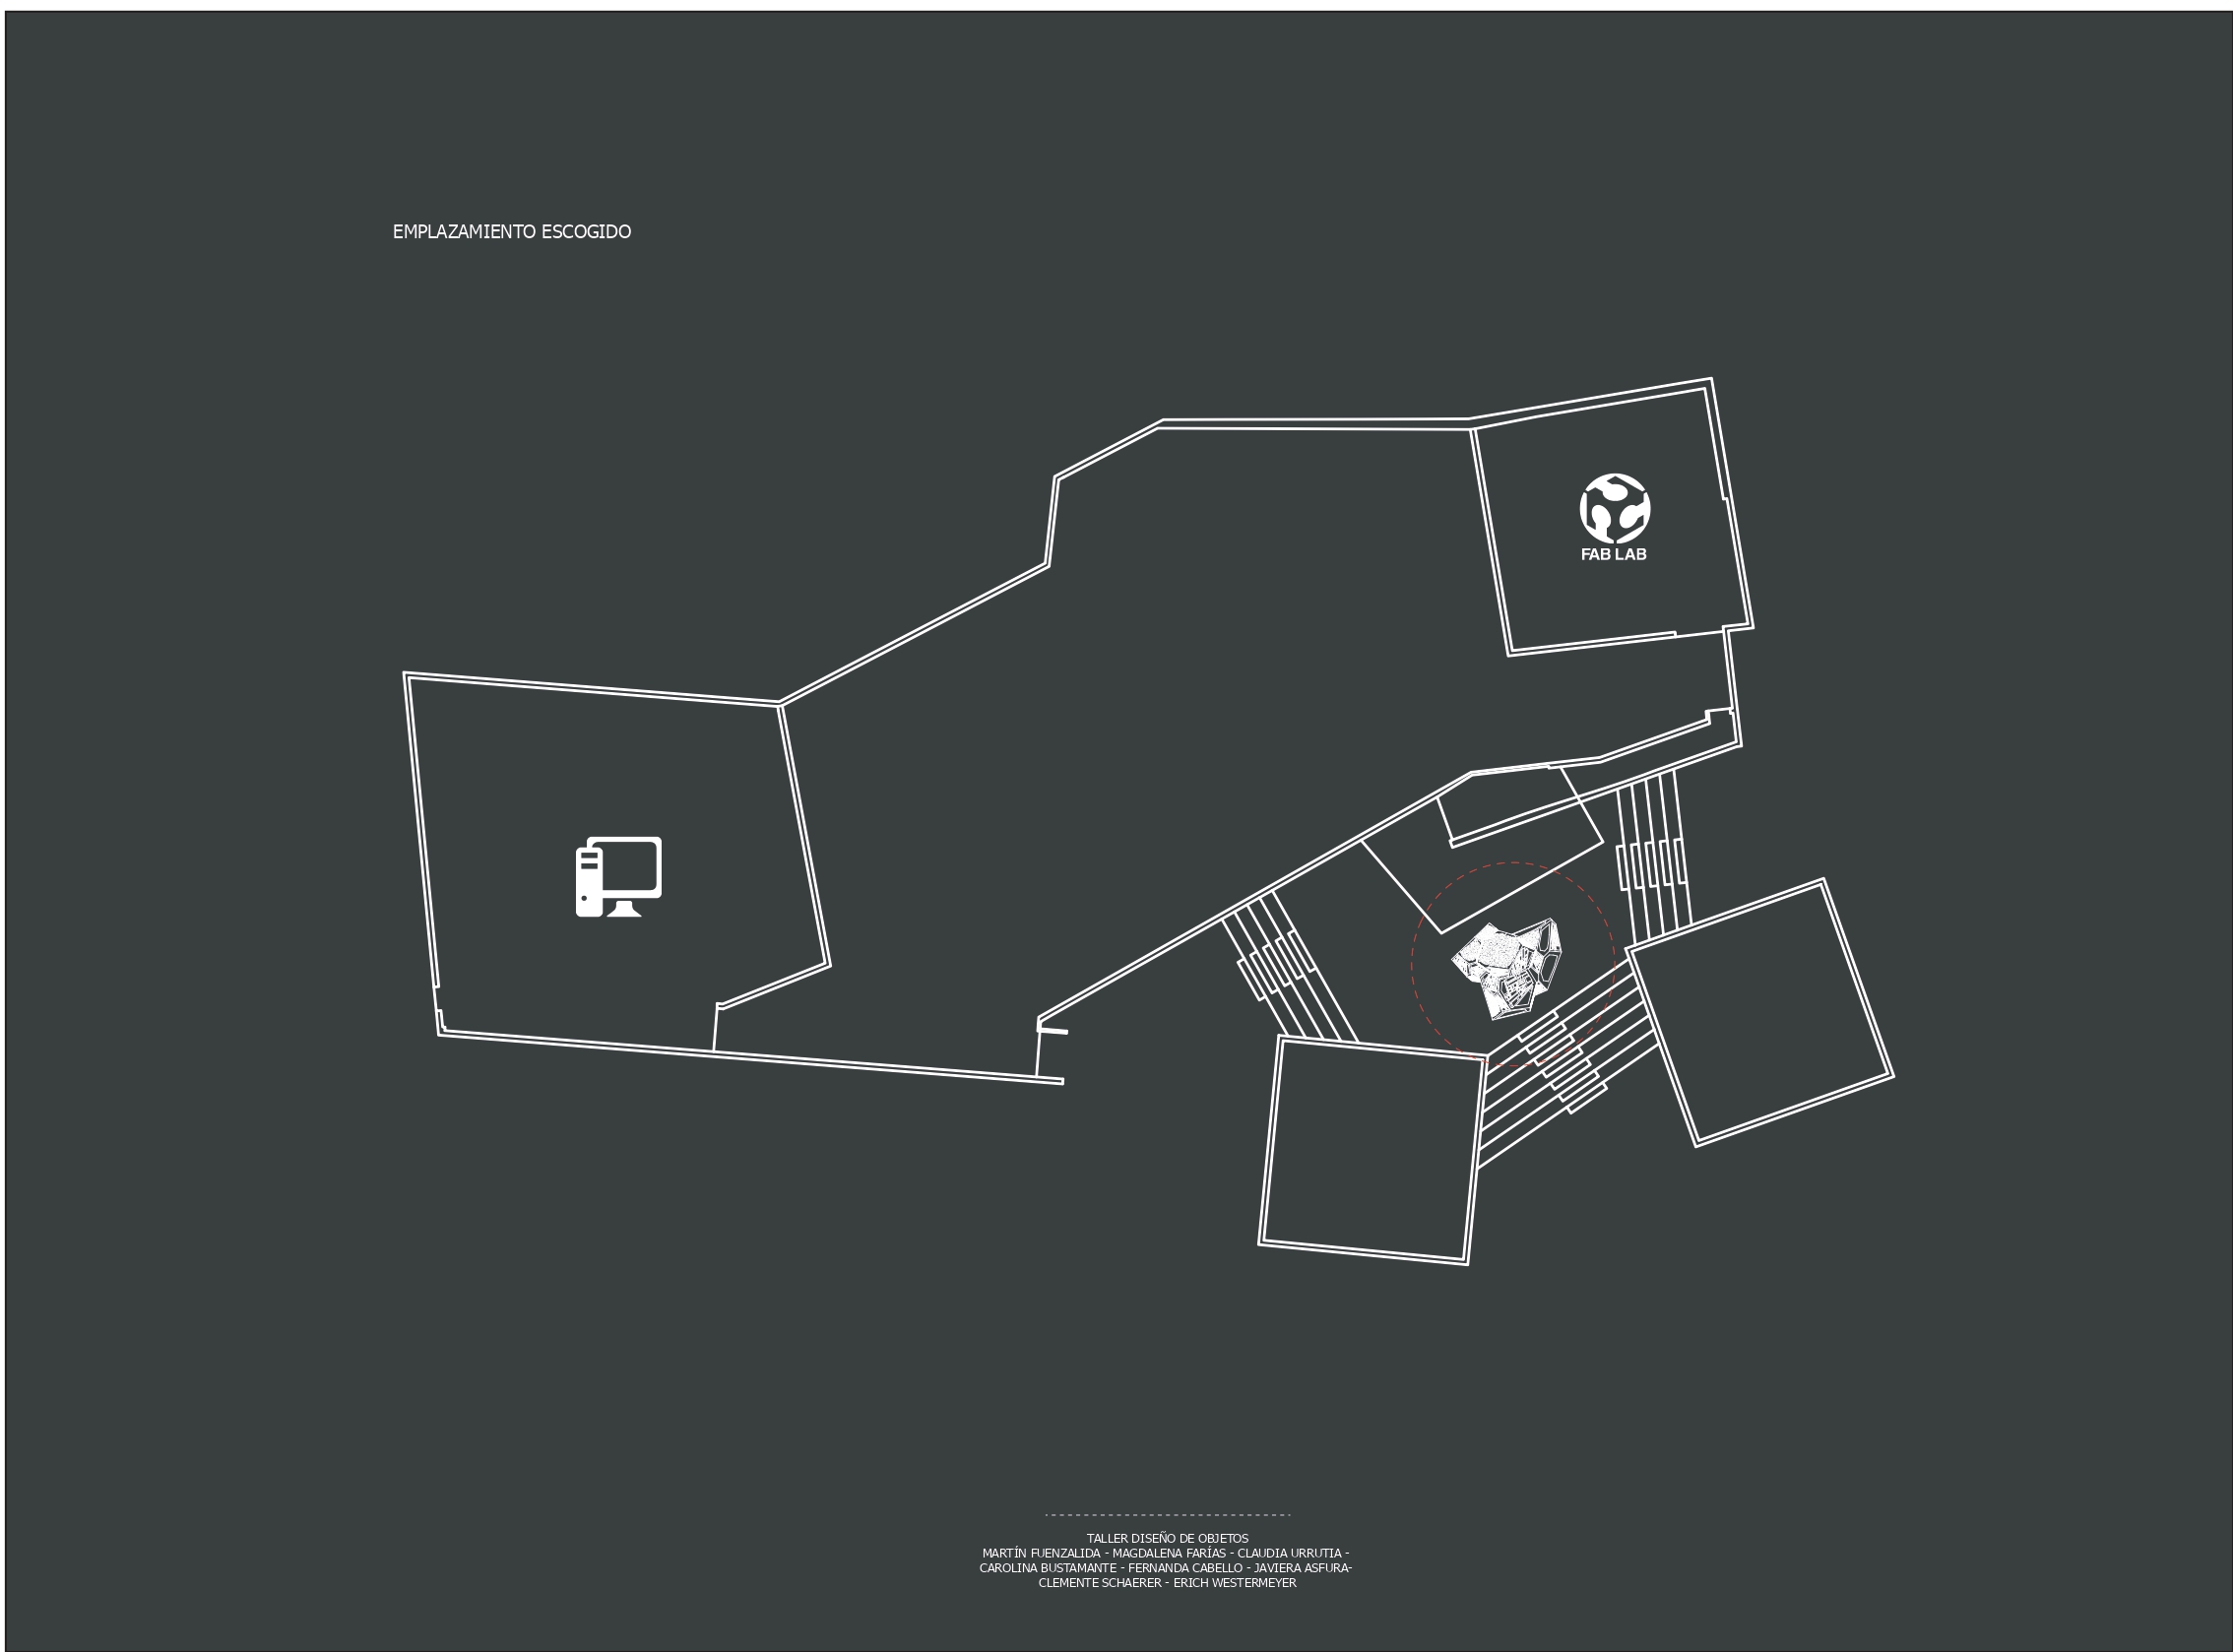 EMPLAZAMIENTO ESCOGIDO
FAB LAB
TALLER DISEÑO DE OBJETOS
MARTÍN FUENZALIDA - MAGDALENA FARÍAS - CLAUDIA URRUTIA -
CAROLINA BUSTAMANTE - FERNANDA CABELLO - JAVIERA ASFURA-
CLEMENTE SCHAERER - ERICH WESTERMEYER